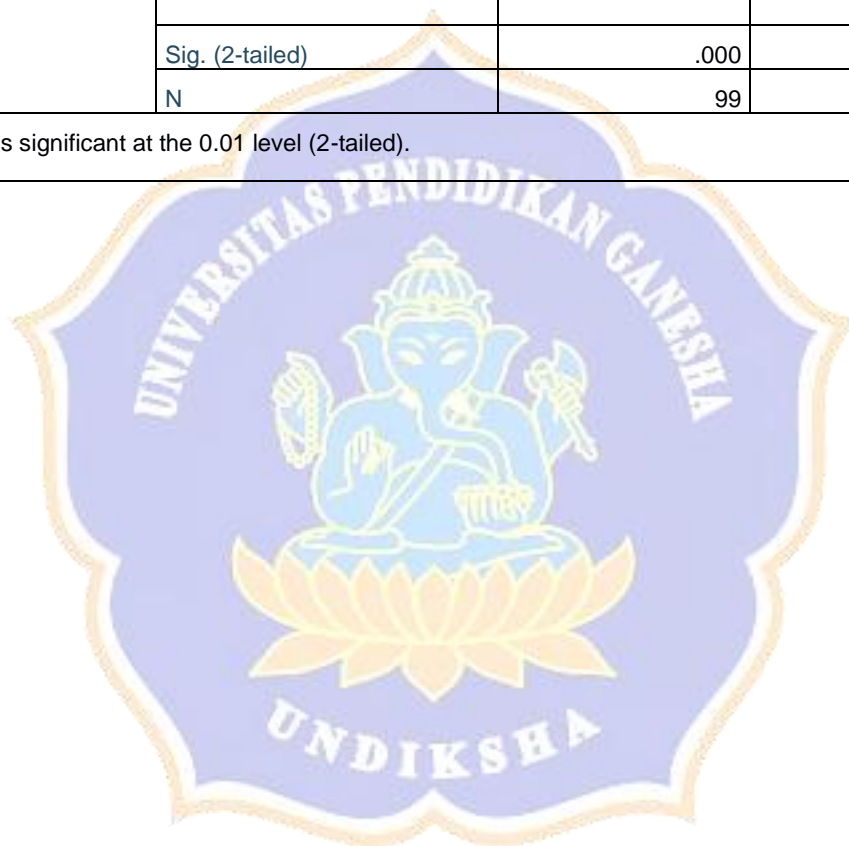 Sig. (2-tailed) .000
N 99
s significant at the 0.01 level (2-tailed).
UNIVERSITAS PENDIDIKAN GANESHA
UNDIKSHA